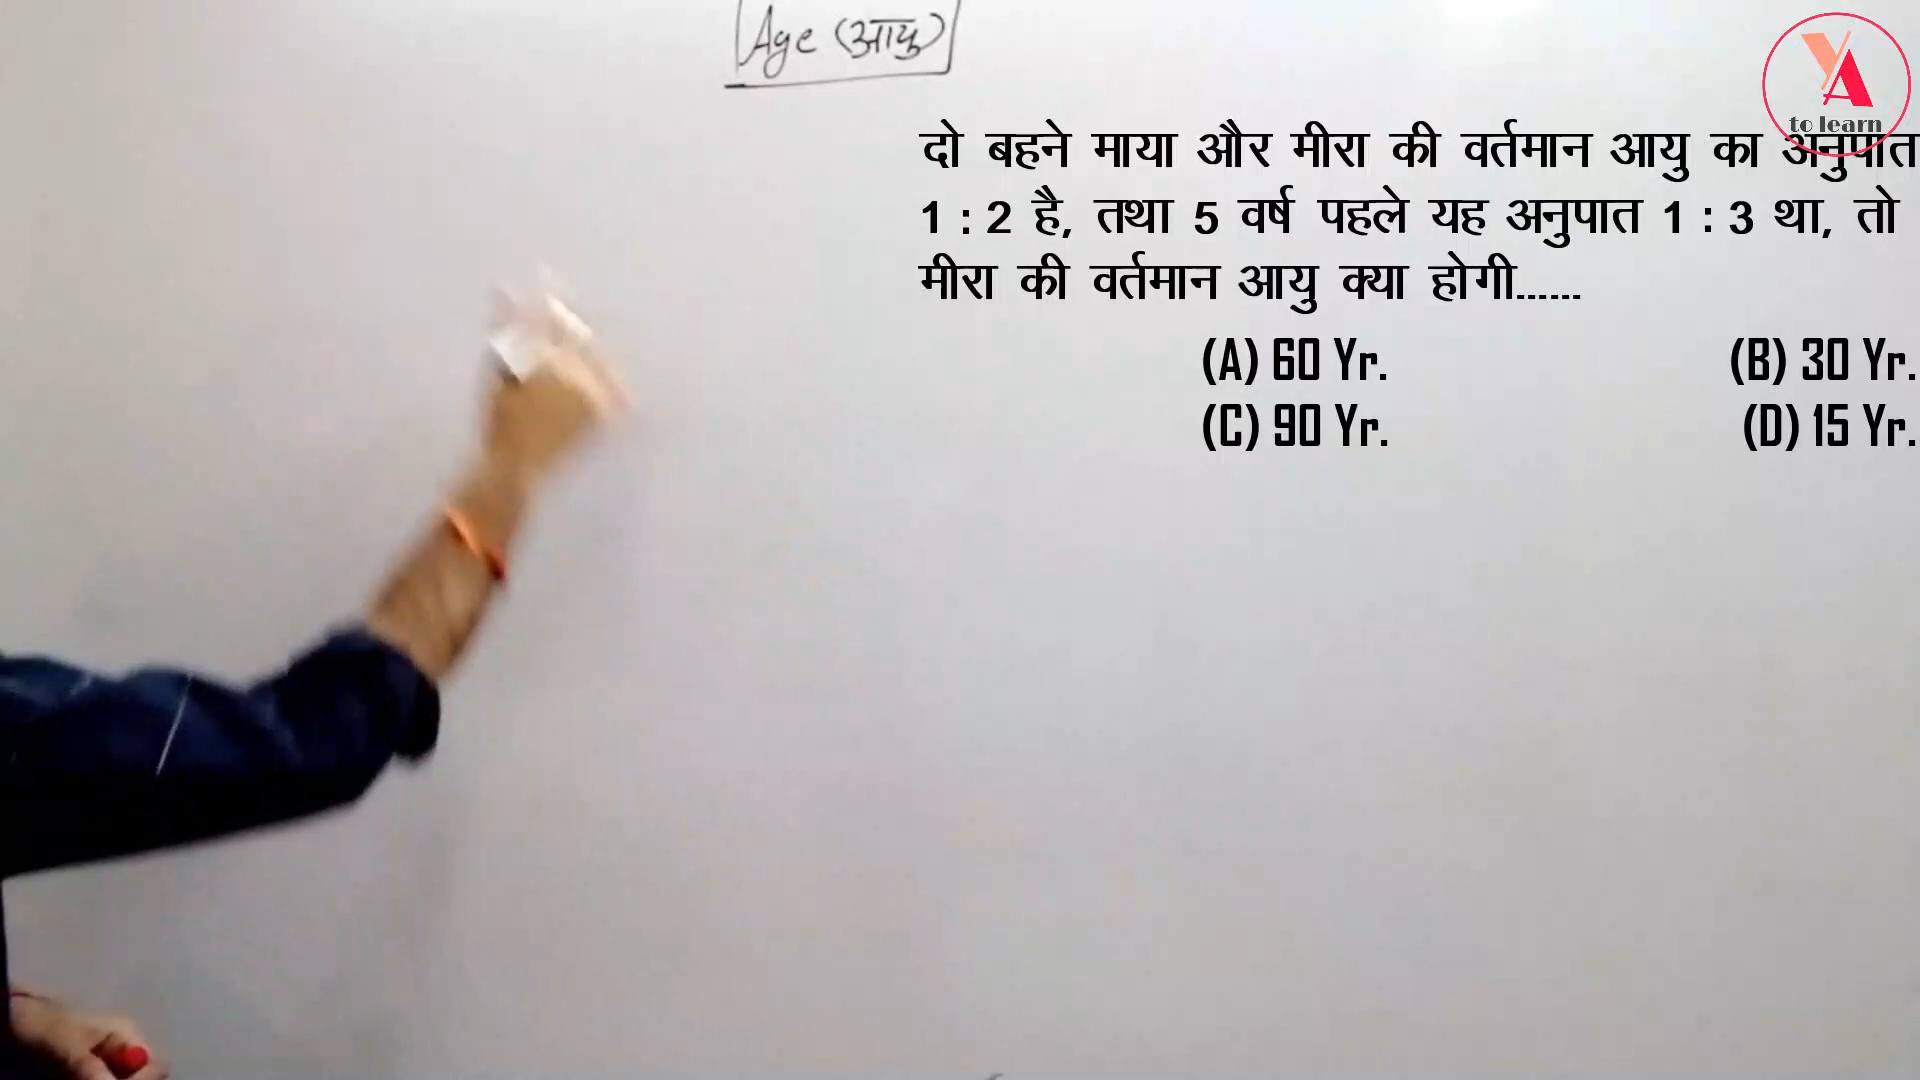 Age (आयु)
YA
to learn
दो बहने माया और मीरा की वर्तमान आयु का अनुपात
1 : 2 है, तथा 5 वर्ष पहले यह अनुपात 1 : 3 था, तो
मीरा की वर्तमान आयु क्या होगी......
(A) 60 Yr. (B) 30 Yr.
(C) 90 Yr. (D) 15 Yr.